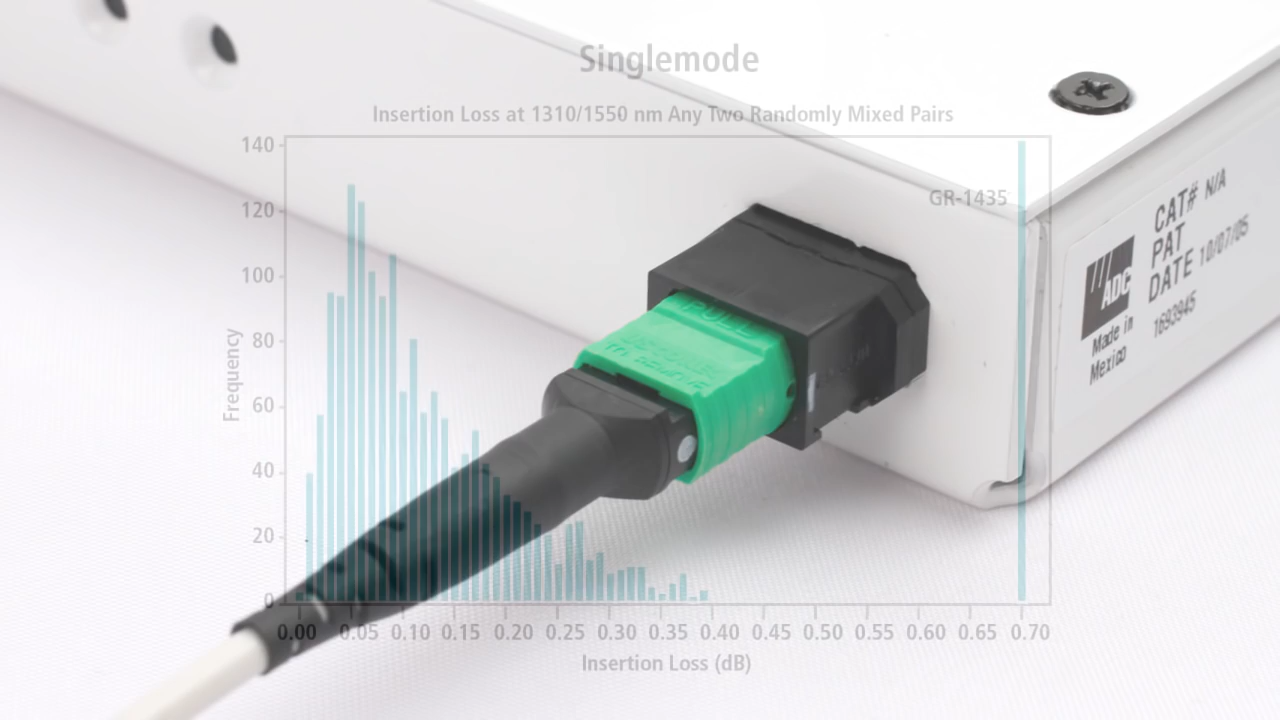 Singlemode
Insertion Loss at 1310/1550 nm Any Two Randomly Mixed Pairs
140
120
100
80
60
40
20
0
Frequency
GR-1435
0.00 0.05 0.10 0.15 0.20 0.25 0.30 0.35 0.40 0.45 0.50 0.55 0.60 0.65 0.70
Insertion Loss (dB)
PULL
TO REMOVE
ADC
Made in
Mexico
CAT# N/A
PAT
DATE 10/07/05
1693945